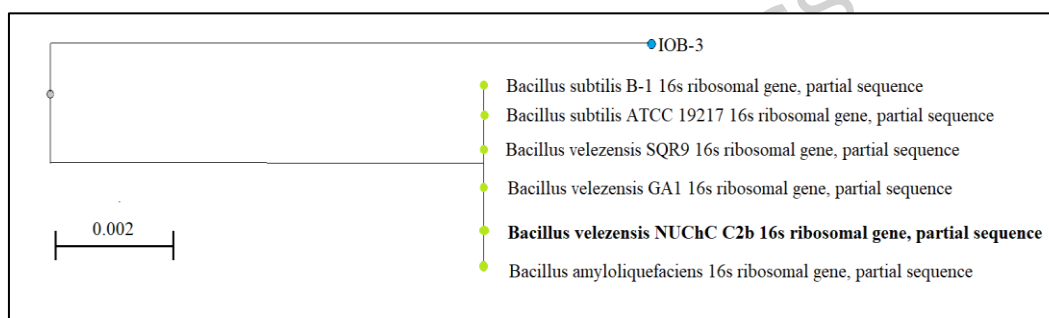 IOB-3
Bacillus subtilis B-1 16s ribosomal gene, partial sequence
Bacillus subtilis ATCC 19217 16s ribosomal gene, partial sequence
Bacillus velezensis SQR9 16s ribosomal gene, partial sequence
Bacillus velezensis GA1 16s ribosomal gene, partial sequence
0.002
Bacillus velezensis NUChC C2b 16s ribosomal gene, partial sequence
Bacillus amyloliquefaciens 16s ribosomal gene, partial sequence